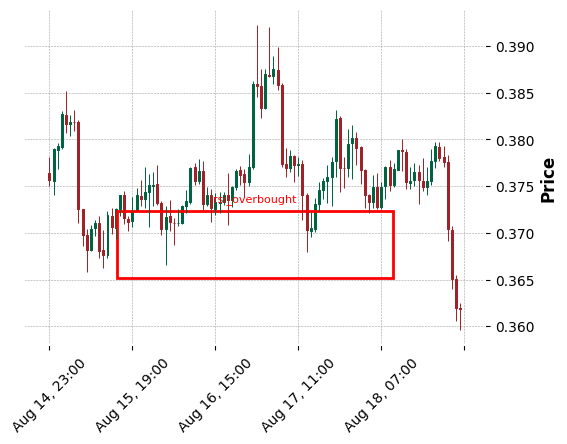 0.390
0.385
0.380
0.375
0.370
0.365
0.360
Price
rsi_overbought
Aug 14, 23:00
Aug 15, 19:00
Aug 16, 15:00
Aug 17, 11:00
Aug 18, 07:00